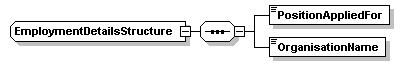 EmploymentDetailsStructure
PositionAppliedFor
OrganisationName